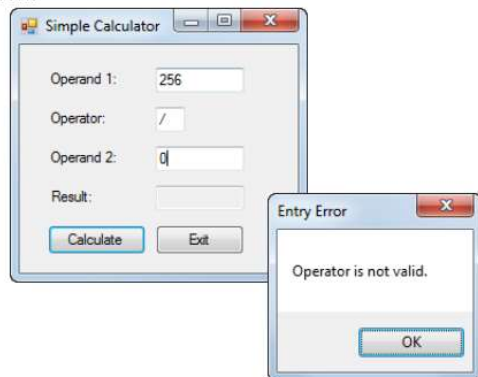 Simple Calculator
Operand 1: 256
Operator: /
Operand 2: 0
Result:
Calculate Exit
Entry Error
Operator is not valid.
OK